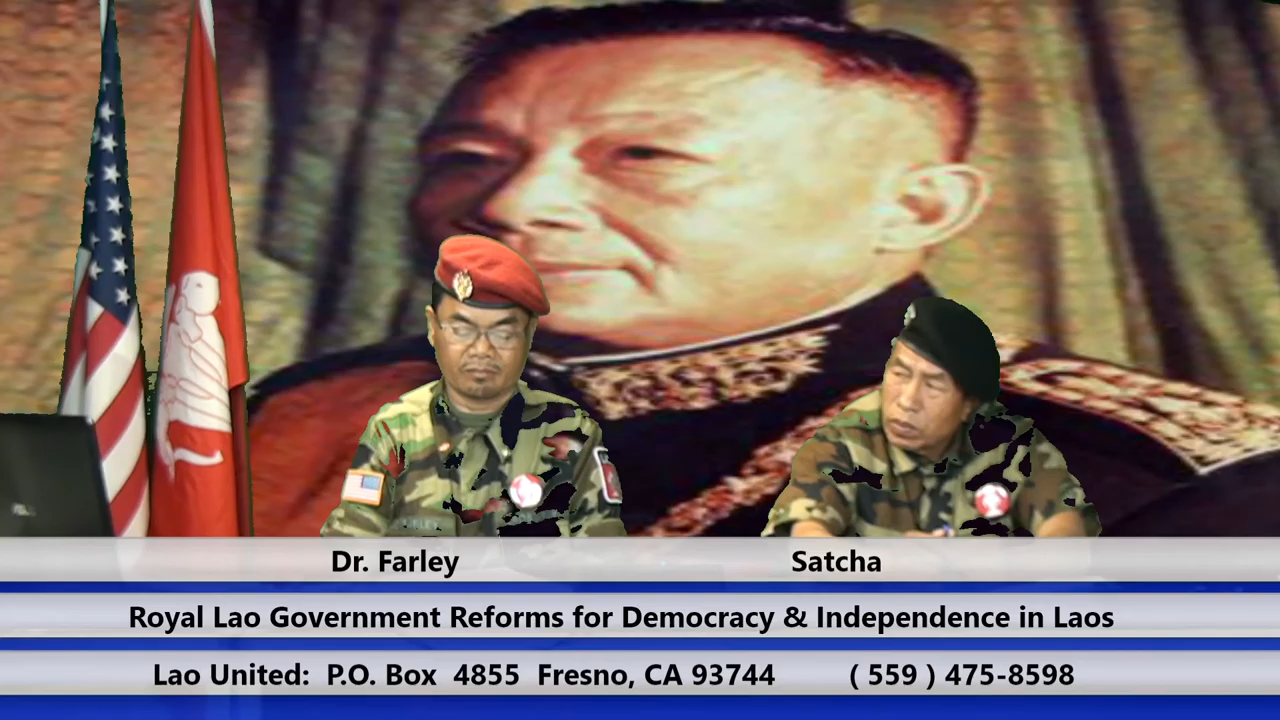 Dr. Farley Satcha
Royal Lao Government Reforms for Democracy & Independence in Laos
Lao United: P.O. Box 4855 Fresno, CA 93744 ( 559 ) 475-8598